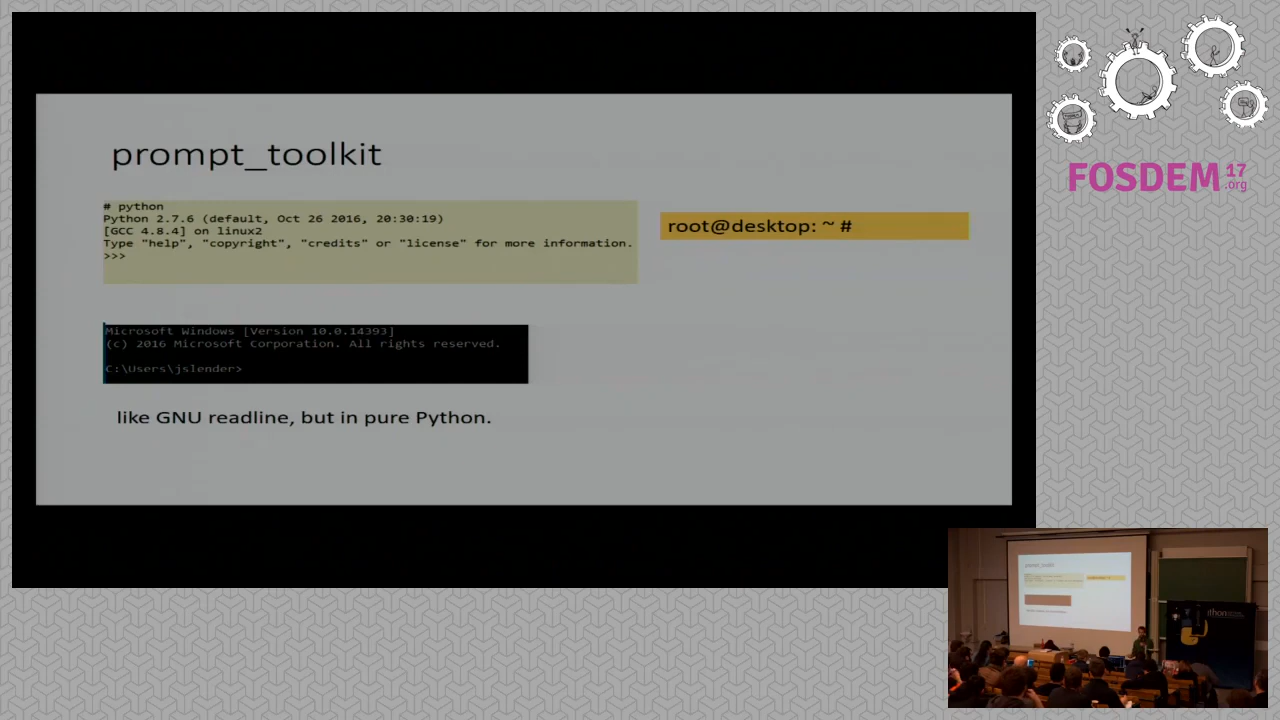 prompt_toolkit
# python
Python 2.7.6 (default, Oct 26 2016, 20:30:19)
[GCC 4.8.4] on linux2
Type "help", "copyright", "credits" or "license" for more information.
>>>
root@desktop: ~ #
Microsoft Windows [Version 10.0.14393]
(c) 2016 Microsoft Corporation. All rights reserved.
C:\Users\jslender>
like GNU readline, but in pure Python.
FOSDEM 17
.org
prompt_toolkit